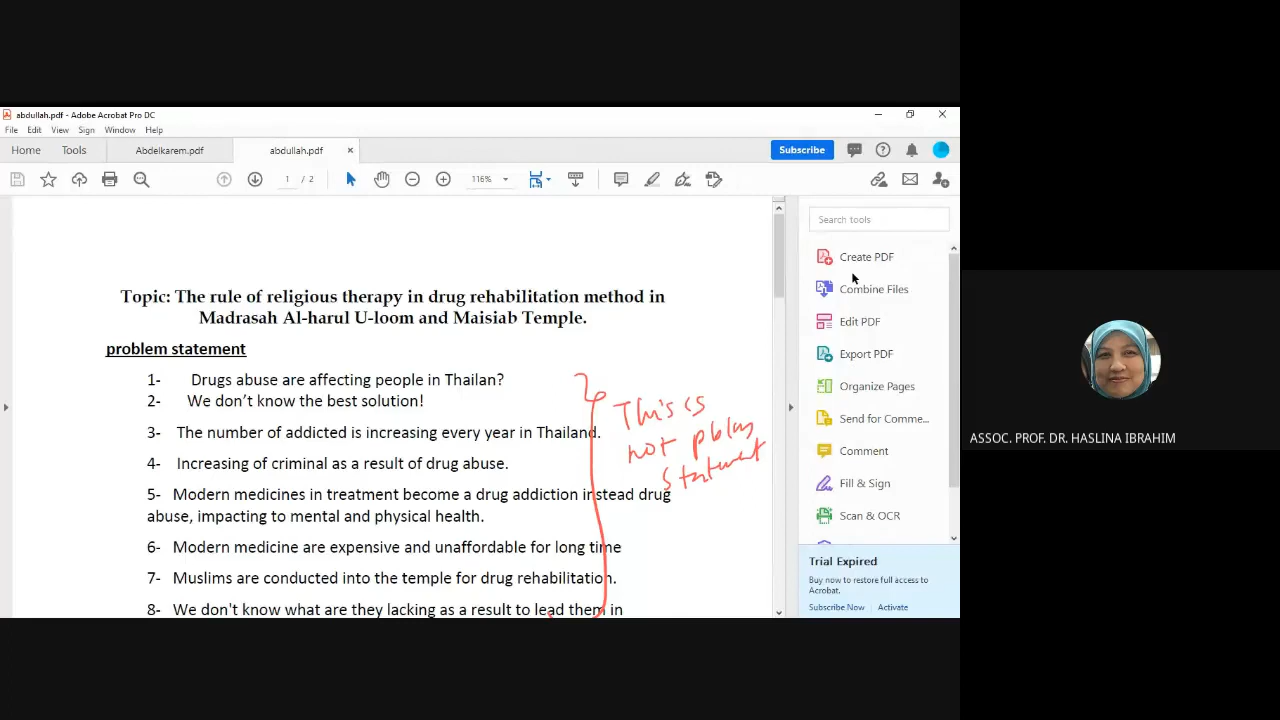 abdullah.pdf - Adobe Acrobat Pro DC
File Edit View Sign Window Help
Home Tools Abdelkarem.pdf abdullah.pdf × Subscribe
1 / 2 116%
Search tools
Create PDF
Combine Files
Edit PDF
Export PDF
Organize Pages
Send for Comme...
Comment
Fill & Sign
Scan & OCR
Trial Expired
Buy now to restore full access to
Acrobat.
Subscribe Now Activate
Topic: The rule of religious therapy in drug rehabilitation method in
Madrasah Al-harul U-loom and Maisiab Temple.
problem statement
1- Drugs abuse are affecting people in Thailan?
2- We don't know the best solution!
3- The number of addicted is increasing every year in Thailand.
4- Increasing of criminal as a result of drug abuse.
5- Modern medicines in treatment become a drug addiction instead drug
abuse, impacting to mental and physical health.
6- Modern medicine are expensive and unaffordable for long time
7- Muslims are conducted into the temple for drug rehabilitation.
8- We don't know what are they lacking as a result to lead them in
This is
not
statement
ASSOC. PROF. DR. HASLINA IBRAHIM